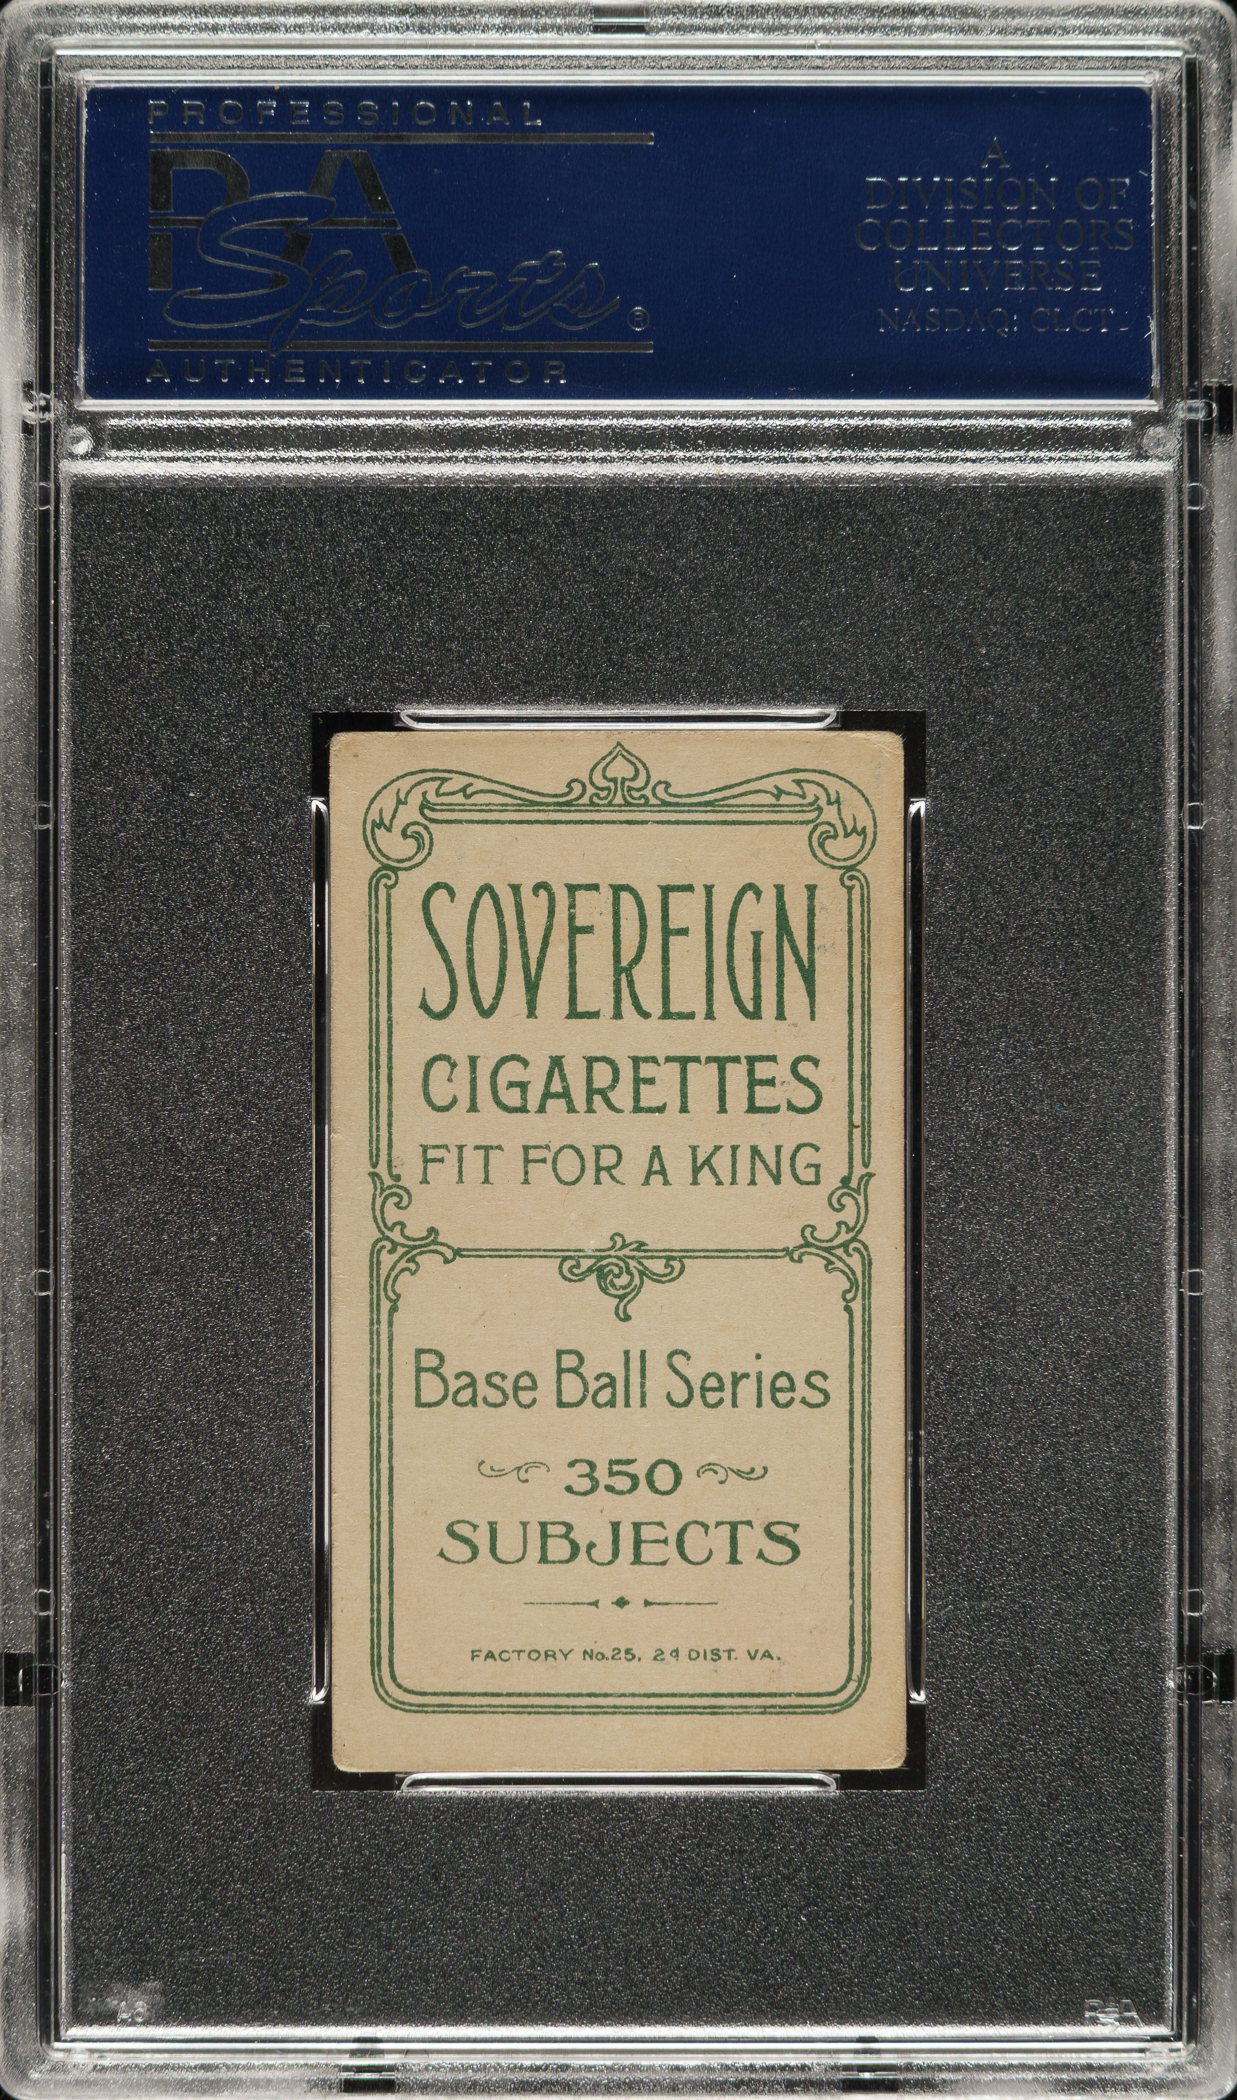 PROFESSIONAL
PSA
Sports®
AUTHENTICATOR
A
DIVISION OF
COLLECTORS
UNIVERSE
NASDAQ: CLCT
SOVEREIGN
CIGARETTES
FIT FOR A KING
Base Ball Series
350
SUBJECTS
FACTORY No. 25, 2d DIST. VA.
PSA